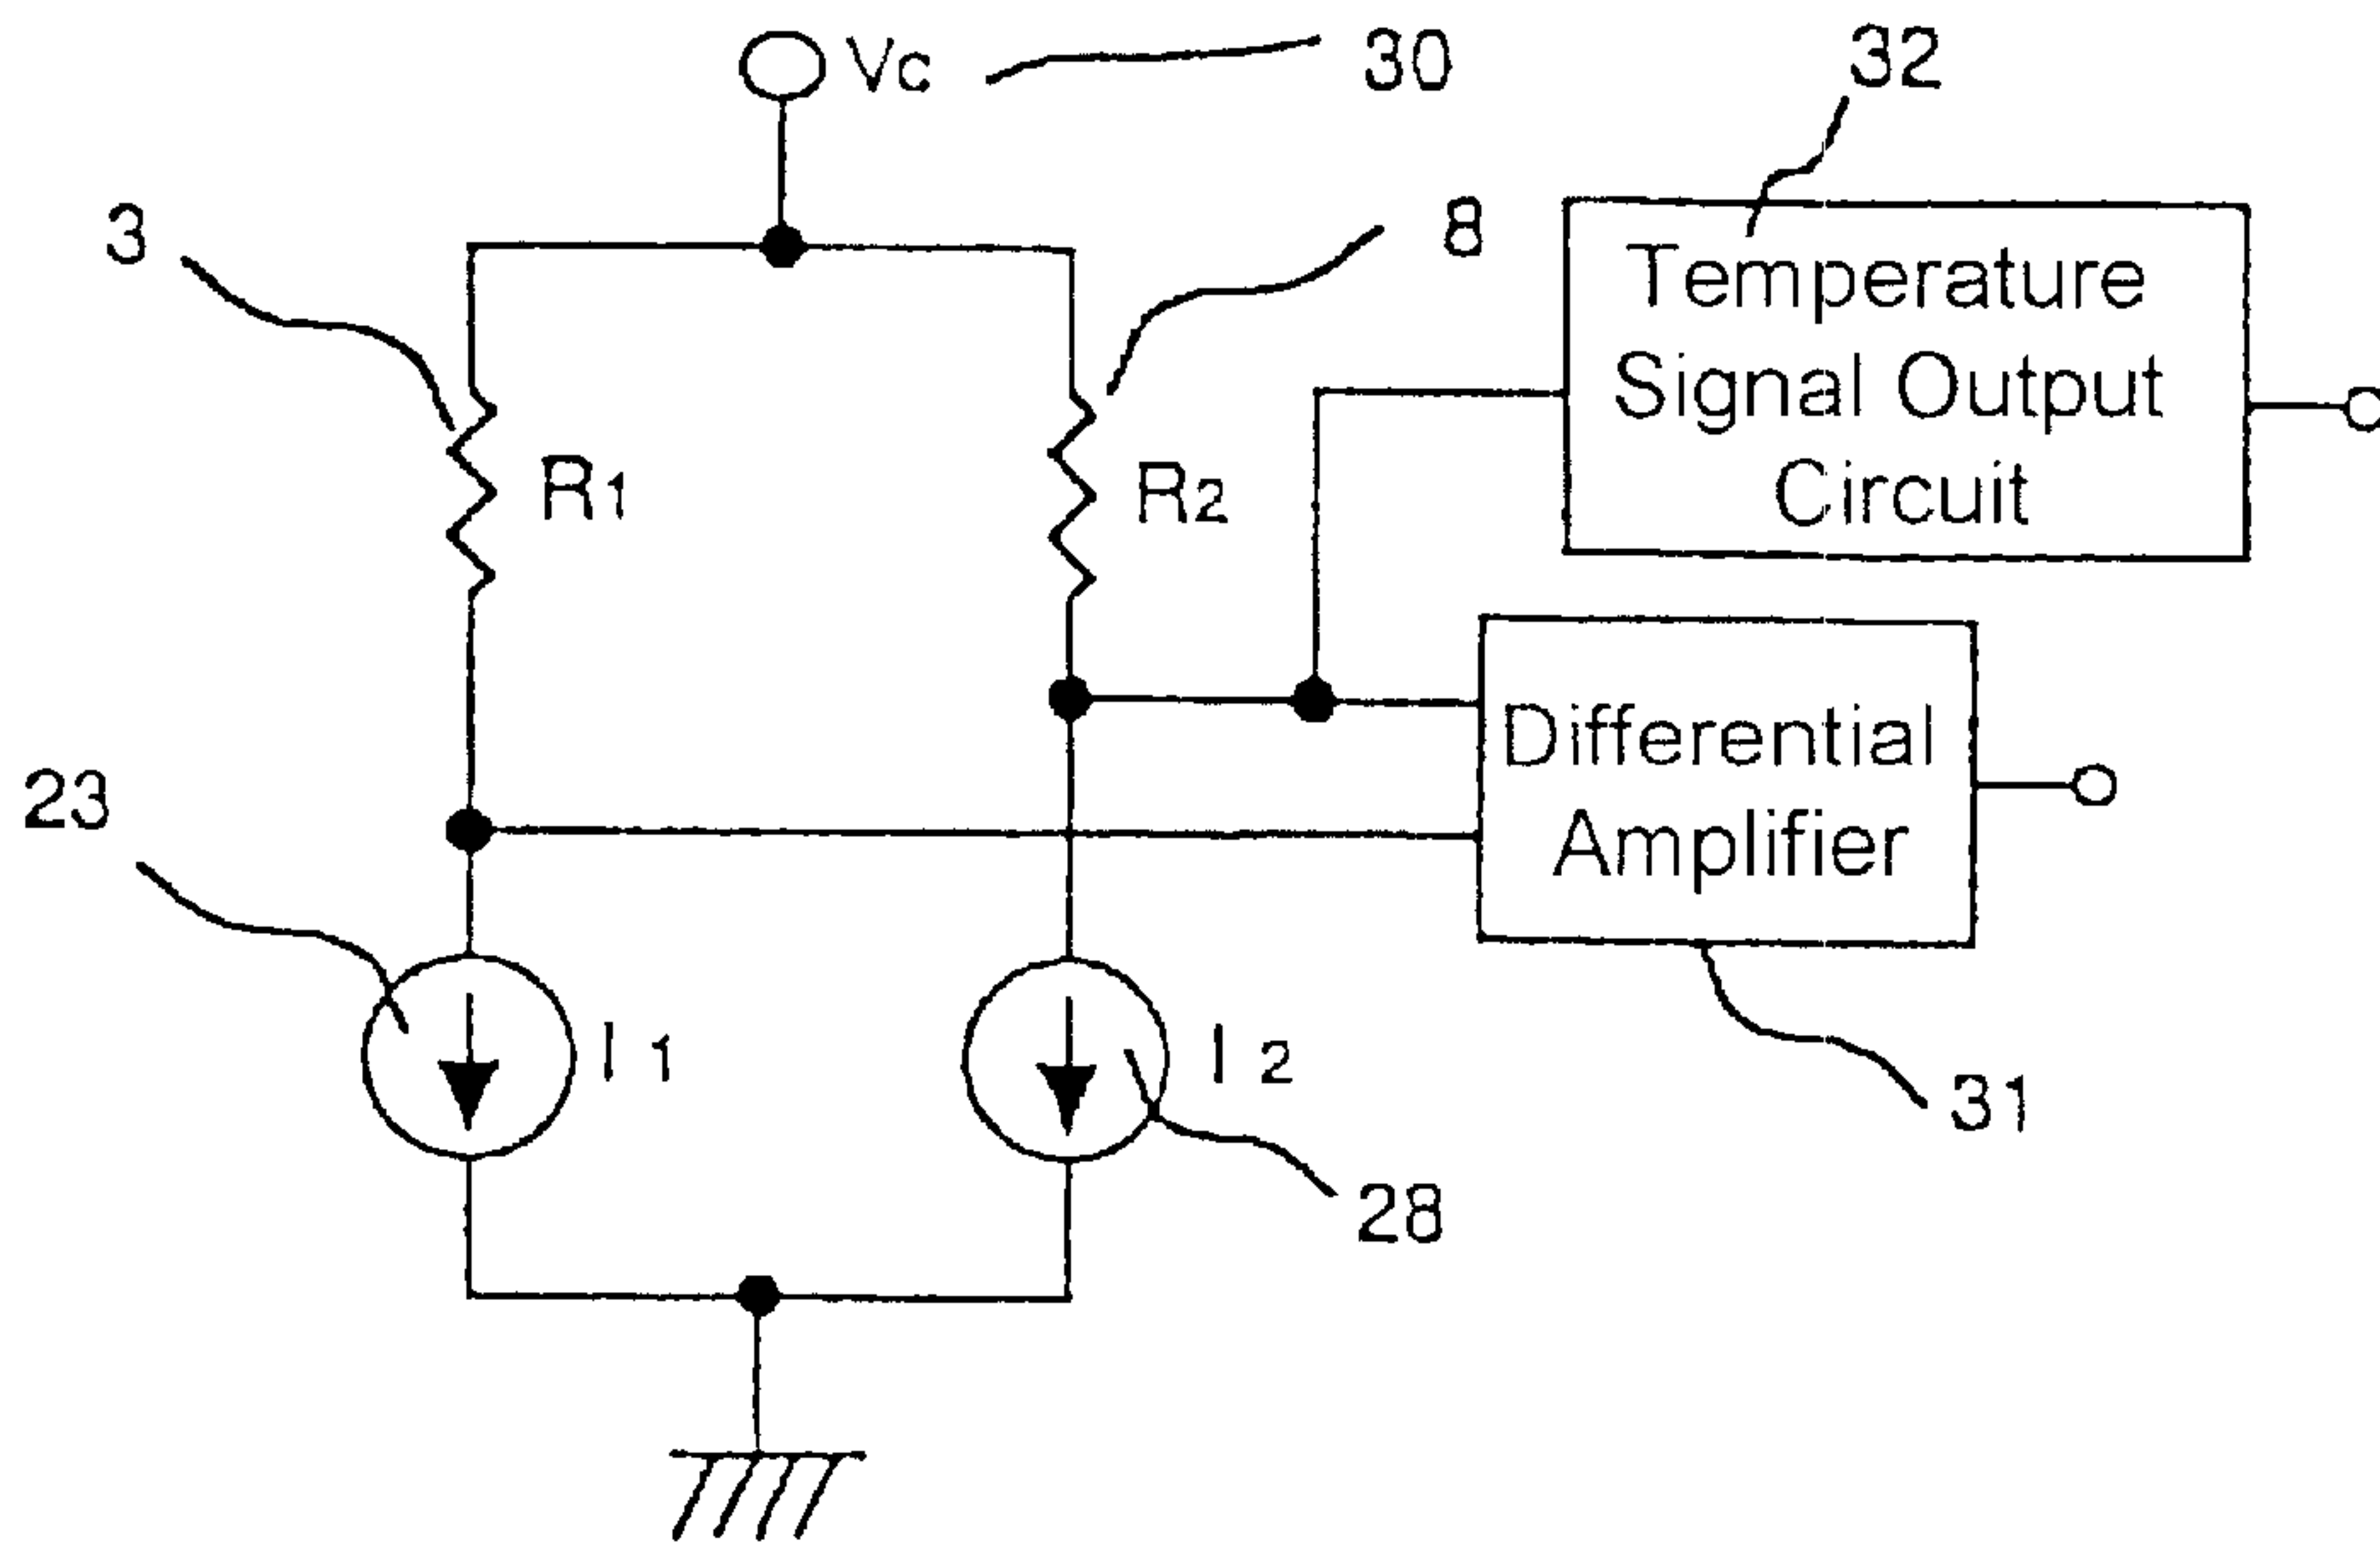 Vc
30
32
3
8
Temperature
Signal Output
Circuit
R1
R2
Differential
Amplifier
23
I1
I2
31
28